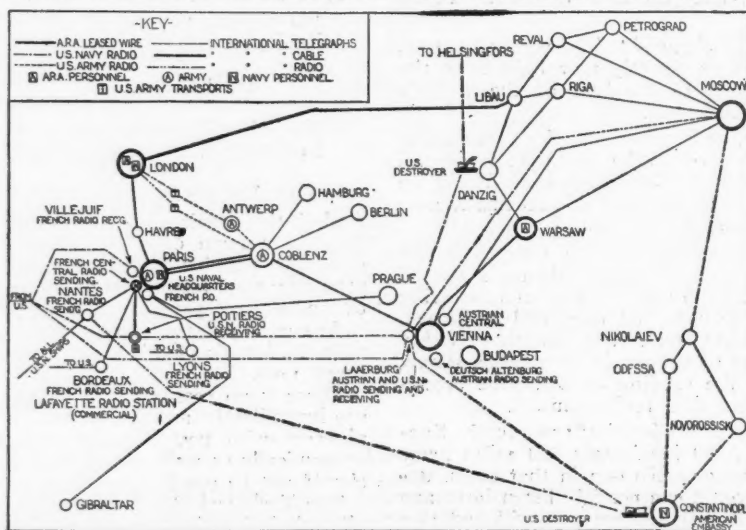 -KEY-
A.R.A. LEASED WIRE
INTERNATIONAL TELEGRAPHS
U.S. NAVY RADIO
" " CABLE
U.S. ARMY RADIO
" " RADIO
A A.R.A. PERSONNEL
A ARMY "
N NAVY PERSONNEL
T U.S. ARMY TRANSPORTS
PETROGRAD
REVAL
TO HELSINGFORS
MOSCOW
LIBAU
RIGA
LONDON
U.S. DESTROYER
DANZIG
HAMBURG
VILLEJUIF
FRENCH RADIO RECG.
ANTWERP
BERLIN
HAVRE
WARSAW
COBLENZ
PARIS
FRENCH CENTRAL RADIO SENDING
U.S. NAVAL HEADQUARTERS
FRENCH P.O.
NANTES
FRENCH RADIO SENDG
FROM U.S.
PRAGUE
POITIERS
U.S.N. RADIO RECEIVING
AUSTRIAN CENTRAL
VIENNA
NIKOLAIEV
TO U.S.
TO U.S.
LYONS
FRENCH RADIO SENDING
BUDAPEST
ODESSA
LAAERBURG
AUSTRIAN AND U.S.N. RADIO SENDING AND RECIEVING
DEUTSCH ALTENBURG
AUSTRIAN RADIO SENDING
BORDEAUX
FRENCH RADIO SENDING
LAFAYETTE RADIO STATION
(COMMERCIAL)
NOVOROSSISK
GIBRALTAR
U.S. DESTROYER
CONSTANTINOPLE
AMERICAN EMBASSY